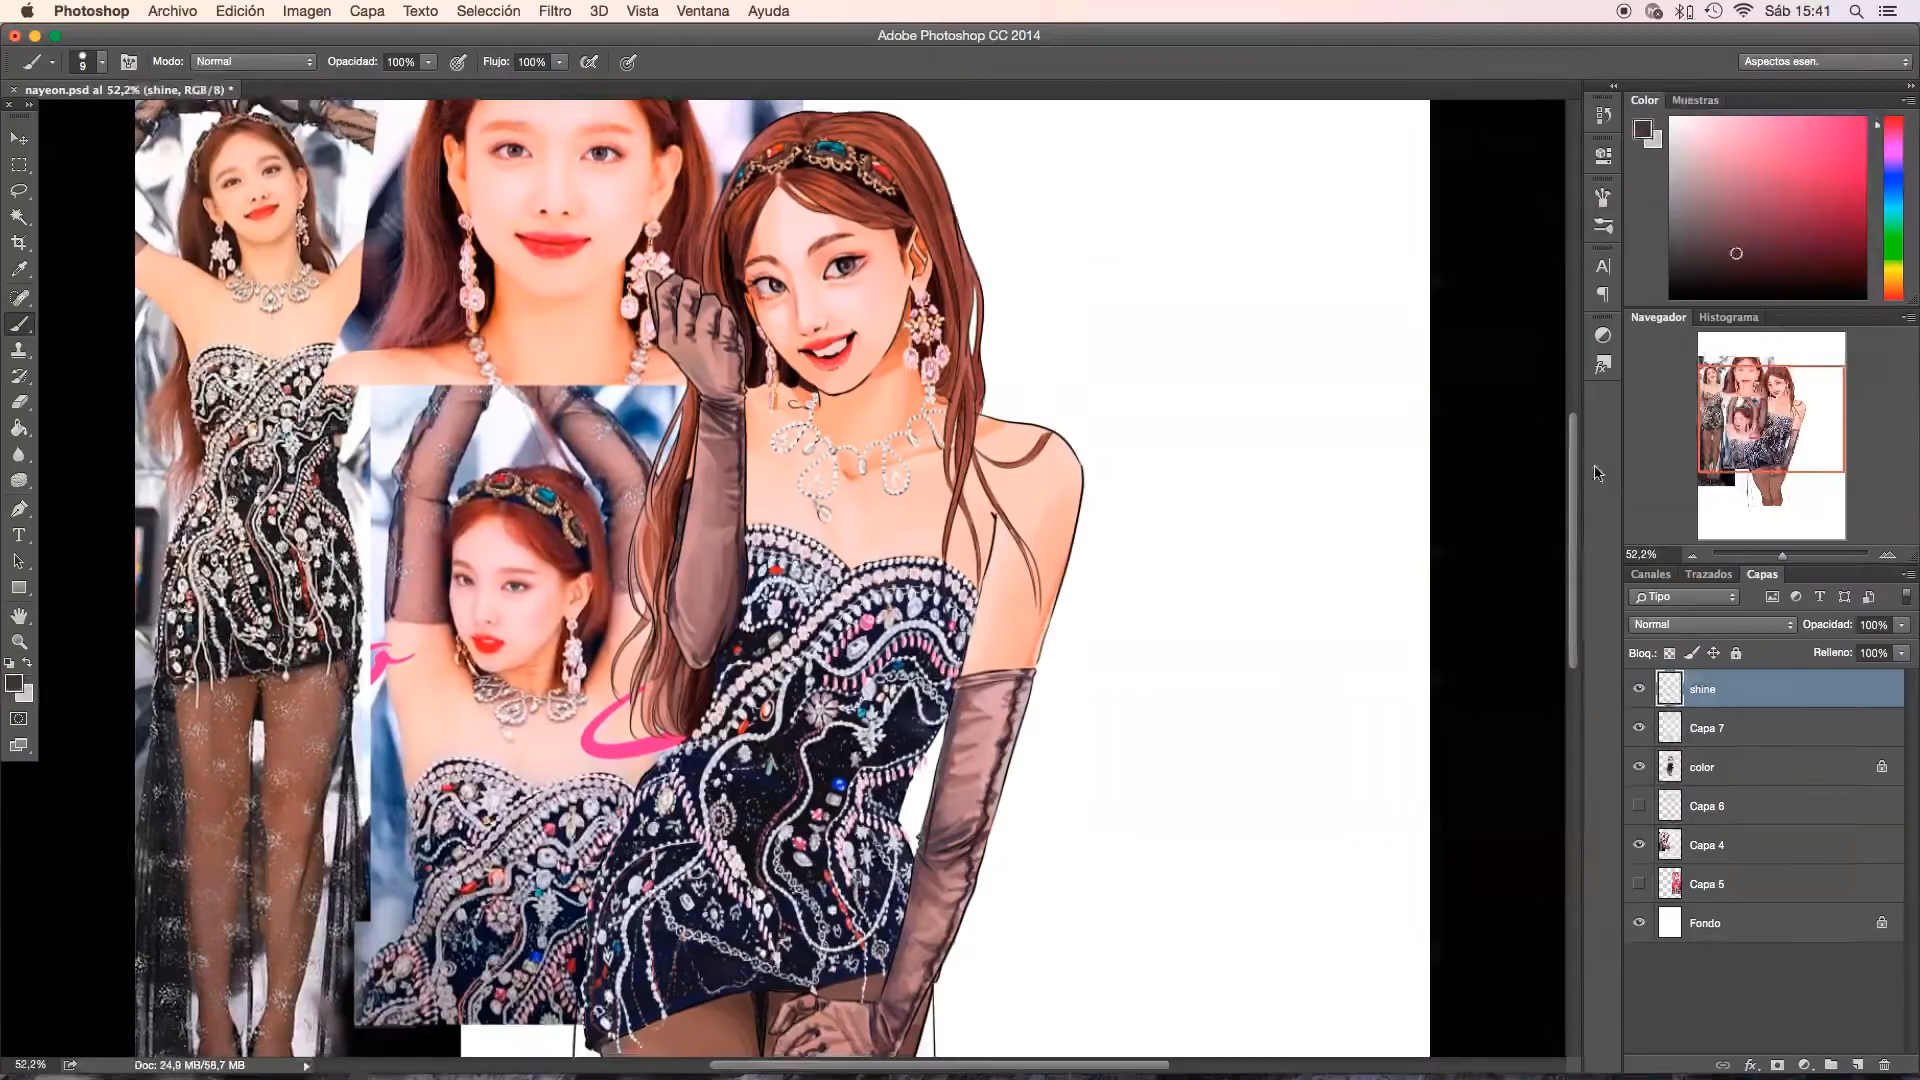 Photoshop Archivo Edición Imagen Capa Texto Selección Filtro 3D Vista Ventana Ayuda Sáb 15:41
Adobe Photoshop CC 2014
9 Modo: Normal Opacidad: 100% Flujo: 100% Aspectos esen.
nayeon.psd al 52,2% (shine, RGB/8) *
Color Muestras
Navegador Histograma
52,2%
Canales Trazados Capas
Tipo
Normal Opacidad: 100%
Bloq.: Relleno: 100%
shine
Capa 7
color
Capa 6
Capa 4
Capa 5
Fondo
52,2% Doc: 24,9 MB/56,7 MB